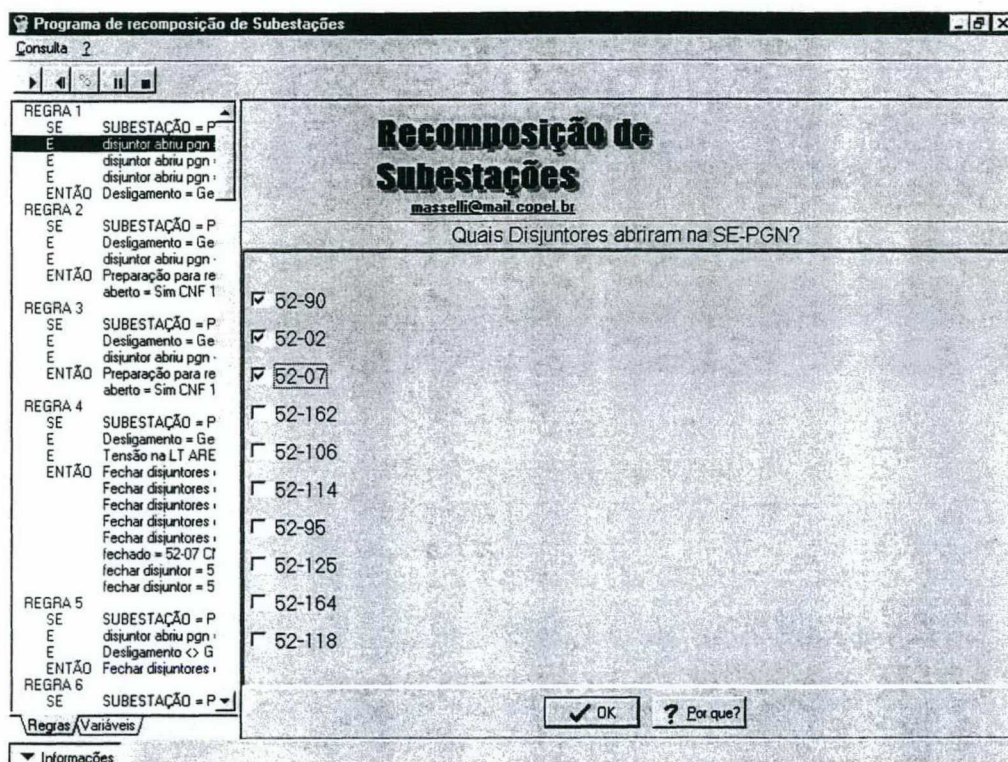 Programa de recomposição de Subestações
Consulta ?
REGRA 1
SE SUBESTAÇÃO = P
E disjuntor abriu pgn
E disjuntor abriu pgn
E disjuntor abriu pgn
ENTÃO Desligamento = Ge
REGRA 2
SE SUBESTAÇÃO = P
E Desligamento = Ge
E disjuntor abriu pgn
ENTÃO Preparação para re
aberto = Sim CNF 1
REGRA 3
SE SUBESTAÇÃO = P
E Desligamento = Ge
E disjuntor abriu pgn
ENTÃO Preparação para re
aberto = Sim CNF 1
REGRA 4
SE SUBESTAÇÃO = P
E Desligamento = Ge
E Tensão na LT ARE
ENTÃO Fechar disjuntores
Fechar disjuntores
Fechar disjuntores
Fechar disjuntores
Fechar disjuntores
fechado = 52-07 CN
fechar disjuntor = 5
fechar disjuntor = 5
REGRA 5
SE SUBESTAÇÃO = P
E disjuntor abriu pgn
E Desligamento <> G
ENTÃO Fechar disjuntores
REGRA 6
SE SUBESTAÇÃO = P
Regras Variáveis
Recomposição de
Subestações
masselli@mail.copel.br
Quais Disjuntores abriram na SE-PGN?
52-90
52-02
52-07
52-162
52-106
52-114
52-95
52-125
52-164
52-118
OK ? Por que?
Informações